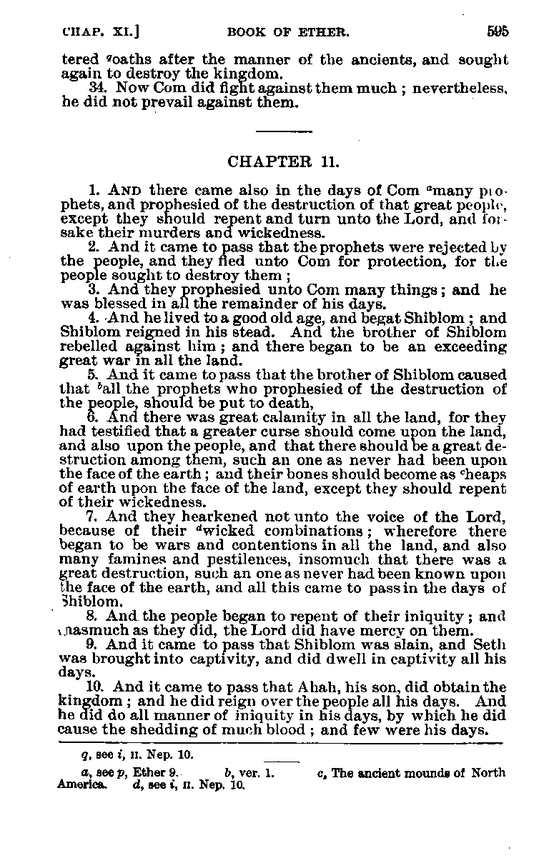 CHAP. XI.] BOOK OF ETHER. 595
tered qoaths after the manner of the ancients, and sought
again to destroy the kingdom.
34. Now Com did fight against them much ; nevertheless,
he did not prevail against them.
CHAPTER 11.
1. AND there came also in the days of Com amany pro-
phets, and prophesied of the destruction of that great people,
except they should repent and turn unto the Lord, and for-
sake their murders and wickedness.
2. And it came to pass that the prophets were rejected by
the people, and they fled unto Com for protection, for the
people sought to destroy them ;
3. And they prophesied unto Com many things ; and he
was blessed in all the remainder of his days.
4. And he lived to a good old age, and begat Shiblom ; and
Shiblom reigned in his stead. And the brother of Shiblom
rebelled against him ; and there began to be an exceeding
great war in all the land.
5. And it came to pass that the brother of Shiblom caused
that ball the prophets who prophesied of the destruction of
the people, should be put to death,
6. And there was great calamity in all the land, for they
had testified that a greater curse should come upon the land,
and also upon the people, and that there should be a great de-
struction among them, such an one as never had been upon
the face of the earth ; and their bones should become as cheaps
of earth upon the face of the land, except they should repent
of their wickedness.
7. And they hearkened not unto the voice of the Lord,
because of their dwicked combinations ; wherefore there
began to be wars and contentions in all the land, and also
many famines and pestilences, insomuch that there was a
great destruction, such an one as never had been known upon
the face of the earth, and all this came to pass in the days of
Shiblom.
8. And the people began to repent of their iniquity ; and
inasmuch as they did, the Lord did have mercy on them.
9. And it came to pass that Shiblom was slain, and Seth
was brought into captivity, and did dwell in captivity all his
days.
10. And it came to pass that Ahah, his son, did obtain the
kingdom ; and he did reign over the people all his days. And
he did do all manner of iniquity in his days, by which he did
cause the shedding of much blood ; and few were his days.
q, see i, II. Nep. 10.
a, see p, Ether 9. b, ver. 1. c, The ancient mounds of North
America. d, see i, II. Nep. 10.